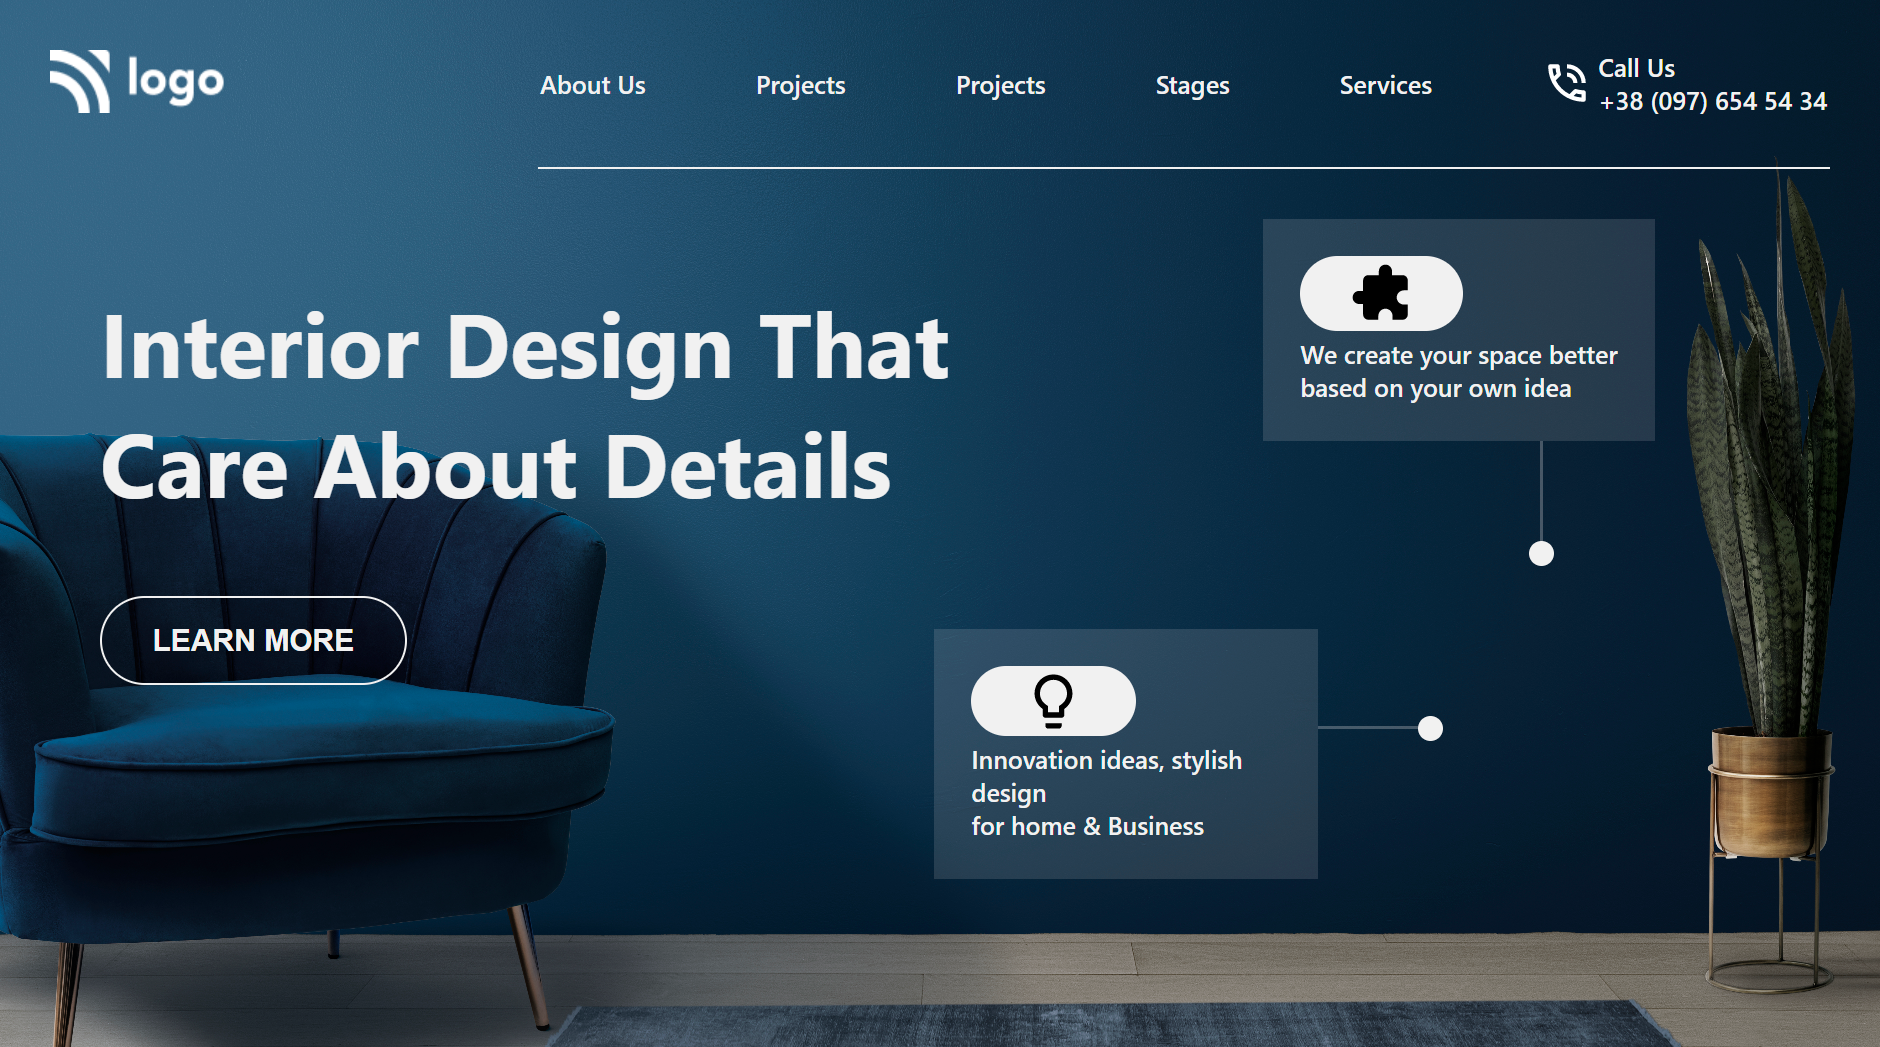 logo
About Us
Projects
Projects
Stages
Services
Call Us
+38 (097) 654 54 34
We create your space better
based on your own idea
Interior Design That
Care About Details
LEARN MORE
Innovation ideas, stylish
design
for home & Business